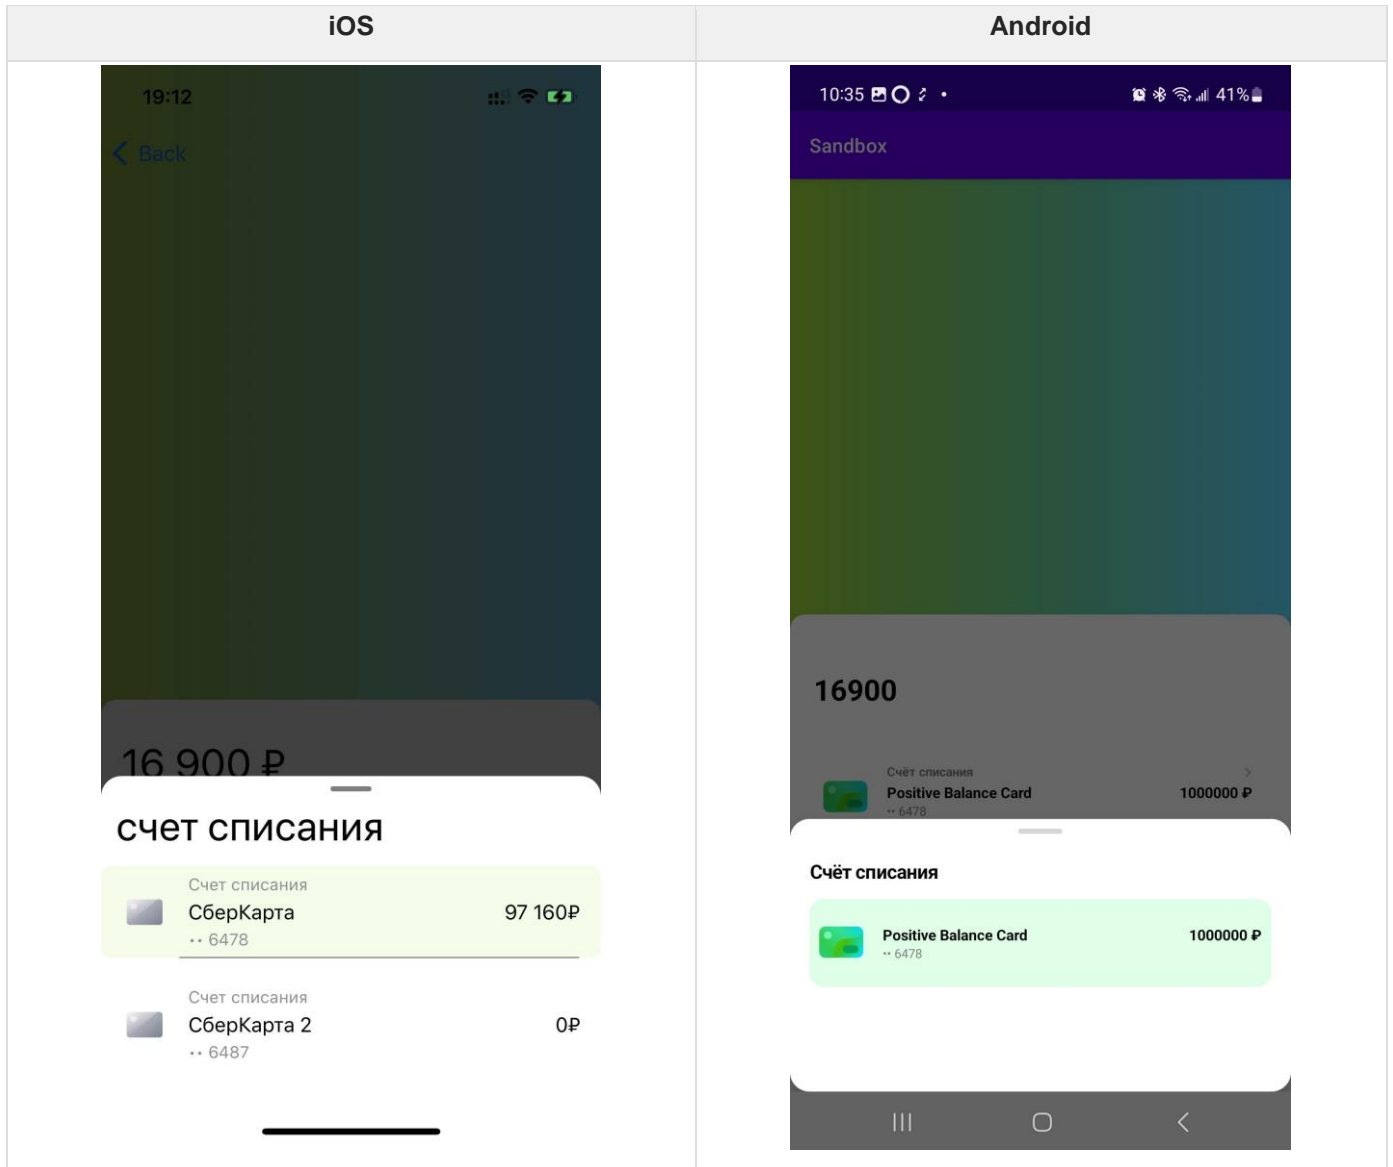 iOS
Android
19:12
Back
16 900 ₽
счет списания
Счет списания
СберКарта
97 160₽
·· 6478
Счет списания
СберКарта 2
0₽
·· 6487
10:35
41%
Sandbox
16900
Счёт списания
Positive Balance Card
1000000 ₽
·· 6478
Счёт списания
Positive Balance Card
1000000 ₽
·· 6478